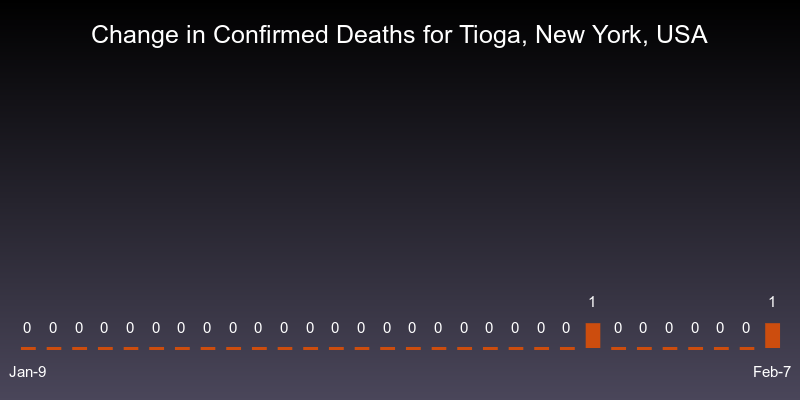 Change in Confirmed Deaths for Tioga, New York, USA
1 1
0 0 0 0 0 0 0 0 0 0 0 0 0 0 0 0 0 0 0 0 0 0 0 0 0 0 0 0
Jan-9 Feb-7